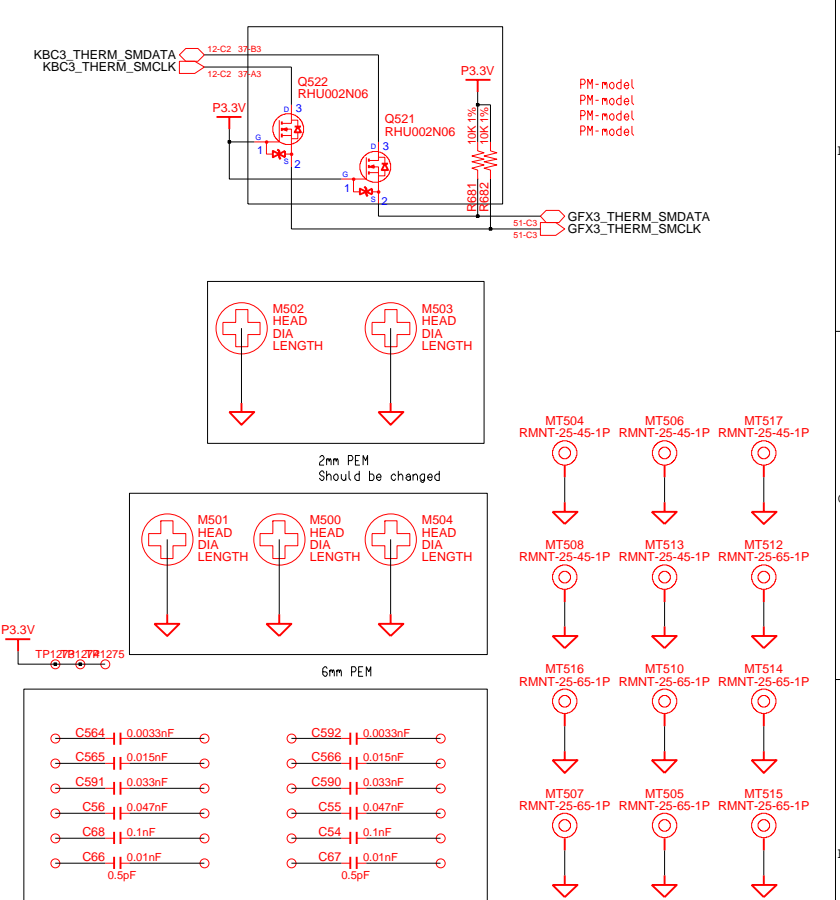 KBC3_THERM_SMDATA 12-C2 37-B3
KBC3_THERM_SMCLK 12-C2 37-A3
Q522
RHU002N06
P3.3V
D 3
G
1
S 2
Q521
RHU002N06
D 3
G
1
S 2
P3.3V
10K 1%
10K 1%
R681
R682
PM-model
PM-model
PM-model
PM-model
51-C3 GFX3_THERM_SMDATA
51-C3 GFX3_THERM_SMCLK
M502
HEAD
DIA
LENGTH
M503
HEAD
DIA
LENGTH
2mm PEM
Should be changed
M501
HEAD
DIA
LENGTH
M500
HEAD
DIA
LENGTH
M504
HEAD
DIA
LENGTH
6mm PEM
P3.3V
MT504 MT506 MT517
RMNT-25-45-1P RMNT-25-45-1P RMNT-25-45-1P
MT508 MT513 MT512
RMNT-25-45-1P RMNT-25-45-1P RMNT-25-65-1P
MT516 MT510 MT514
RMNT-25-65-1P RMNT-25-65-1P RMNT-25-65-1P
MT507 MT505 MT515
RMNT-25-65-1P RMNT-25-65-1P RMNT-25-65-1P
C564 0.0033nF C592 0.0033nF
C565 0.015nF C566 0.015nF
C591 0.033nF C590 0.033nF
C56 0.047nF C55 0.047nF
C68 0.1nF C54 0.1nF
C66 0.01nF C67 0.01nF
0.5pF 0.5pF